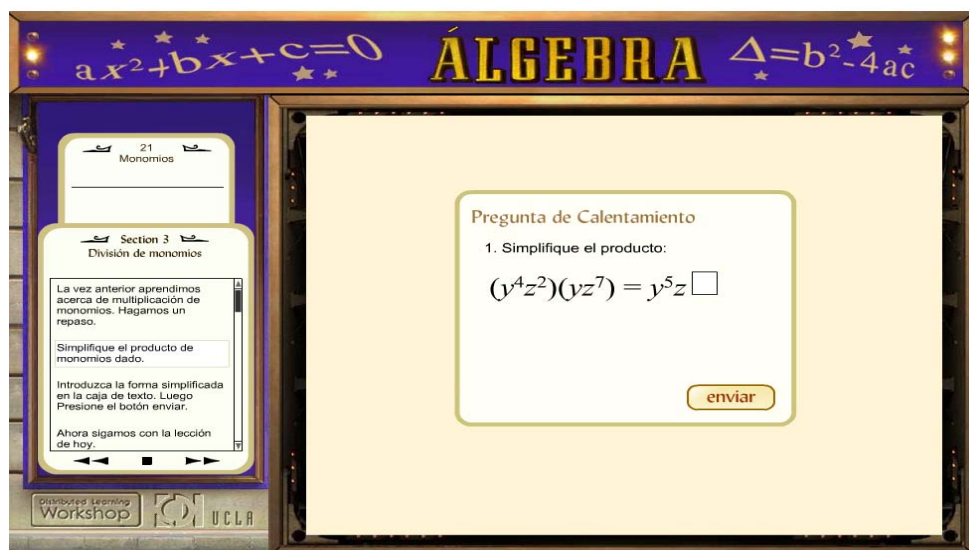 ax²+bx+c=0
ÁLGEBRA
Δ=b²-4ac
21
Monomios
Section 3
División de monomios
La vez anterior aprendimos
acerca de multiplicación de
monomios. Hagamos un
repaso.
Simplifique el producto de
monomios dado.
Introduzca la forma simplificada
en la caja de texto. Luego
Presione el botón enviar.
Ahora sigamos con la lección
de hoy.
Pregunta de Calentamiento
1. Simplifique el producto:
(y⁴z²)(yz⁷) = y⁵z □
enviar
Distributed Learning
Workshop
UCLA